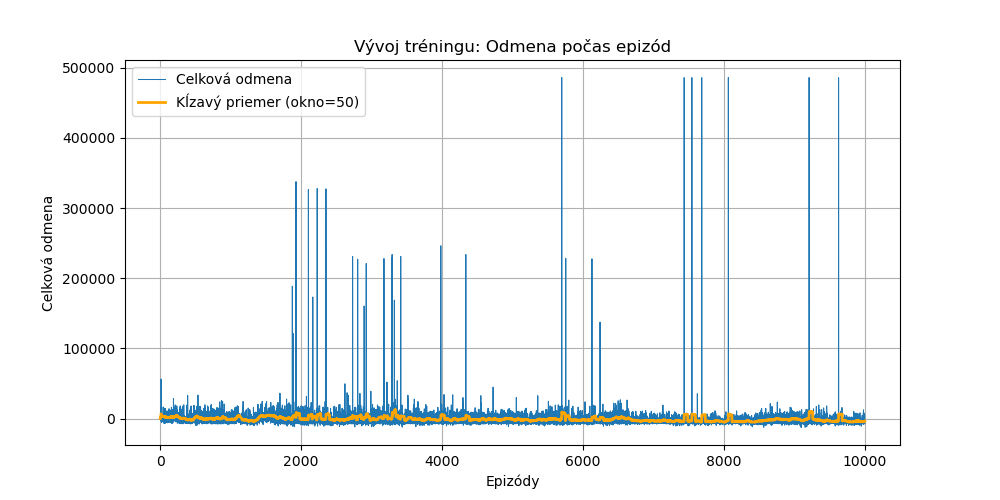 Vývoj tréningu: Odmena počas epizód
Celková odmena
Kĺzavý priemer (okno=50)
500000
400000
300000
200000
100000
0
Celková odmena
0 2000 4000 6000 8000 10000
Epizódy